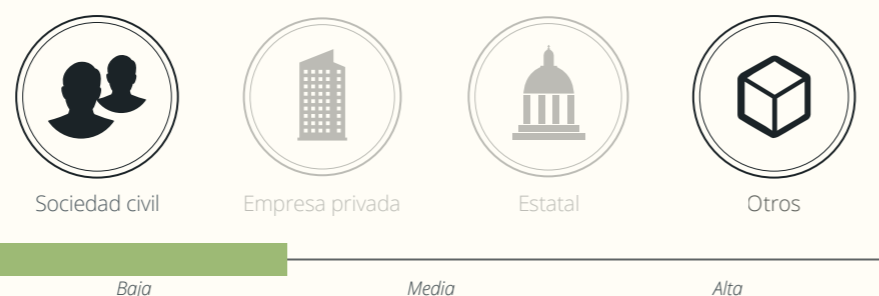 Sociedad civil
Empresa privada
Estatal
Otros
Baja
Media
Alta